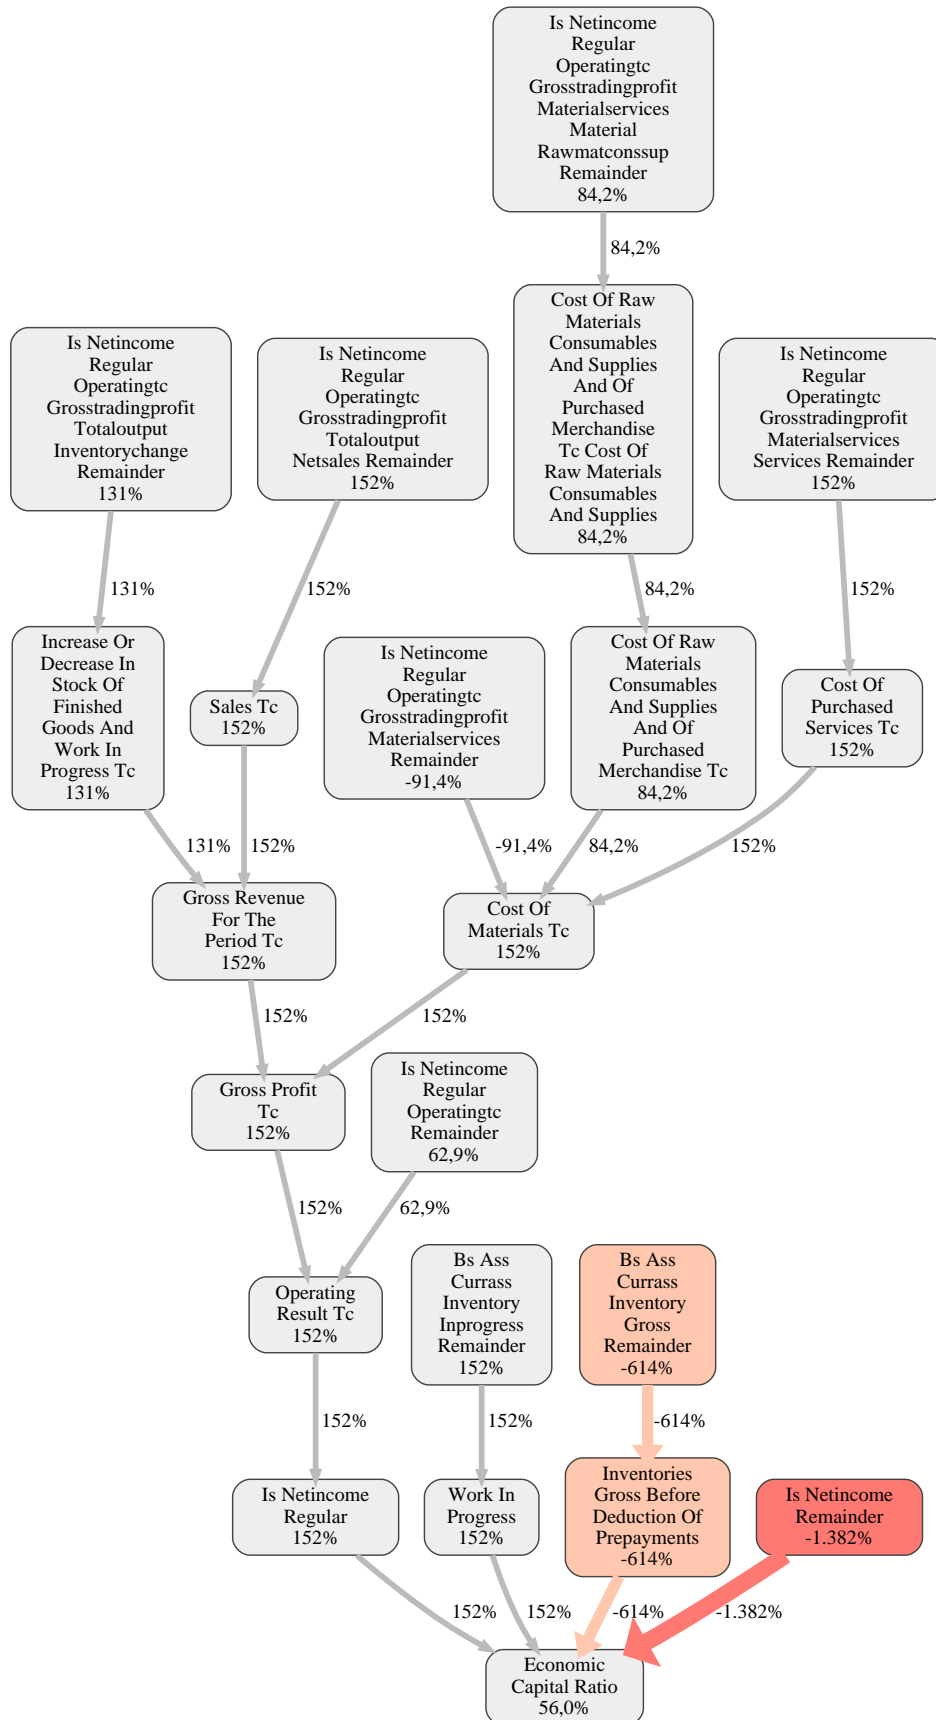 Is Netincome
Regular
Operatingtc
Grosstradingprofit
Materialservices
Material
Rawmatconssup
Remainder
84,2%
84,2%
Is Netincome
Regular
Operatingtc
Grosstradingprofit
Totaloutput
Inventorychange
Remainder
131%
Is Netincome
Regular
Operatingtc
Grosstradingprofit
Totaloutput
Netsales Remainder
152%
Cost Of Raw
Materials
Consumables
And Supplies
And Of
Purchased
Merchandise
Tc Cost Of
Raw Materials
Consumables
And Supplies
84,2%
Is Netincome
Regular
Operatingtc
Grosstradingprofit
Materialservices
Services Remainder
152%
131%
152%
84,2%
152%
Increase Or
Decrease In
Stock Of
Finished
Goods And
Work In
Progress Tc
131%
Sales Tc
152%
Is Netincome
Regular
Operatingtc
Grosstradingprofit
Materialservices
Remainder
-91,4%
Cost Of Raw
Materials
Consumables
And Supplies
And Of
Purchased
Merchandise Tc
84,2%
Cost Of
Purchased
Services Tc
152%
131%
152%
-91,4%
84,2%
152%
Gross Revenue
For The
Period Tc
152%
Cost Of
Materials Tc
152%
152%
152%
Gross Profit
Tc
152%
Is Netincome
Regular
Operatingtc
Remainder
62,9%
152%
62,9%
Operating
Result Tc
152%
Bs Ass
Currass
Inventory
Inprogress
Remainder
152%
Bs Ass
Currass
Inventory
Gross
Remainder
-614%
152%
152%
-614%
Is Netincome
Regular
152%
Work In
Progress
152%
Inventories
Gross Before
Deduction Of
Prepayments
-614%
Is Netincome
Remainder
-1.382%
152%
152%
-614%
-1.382%
Economic
Capital Ratio
56,0%